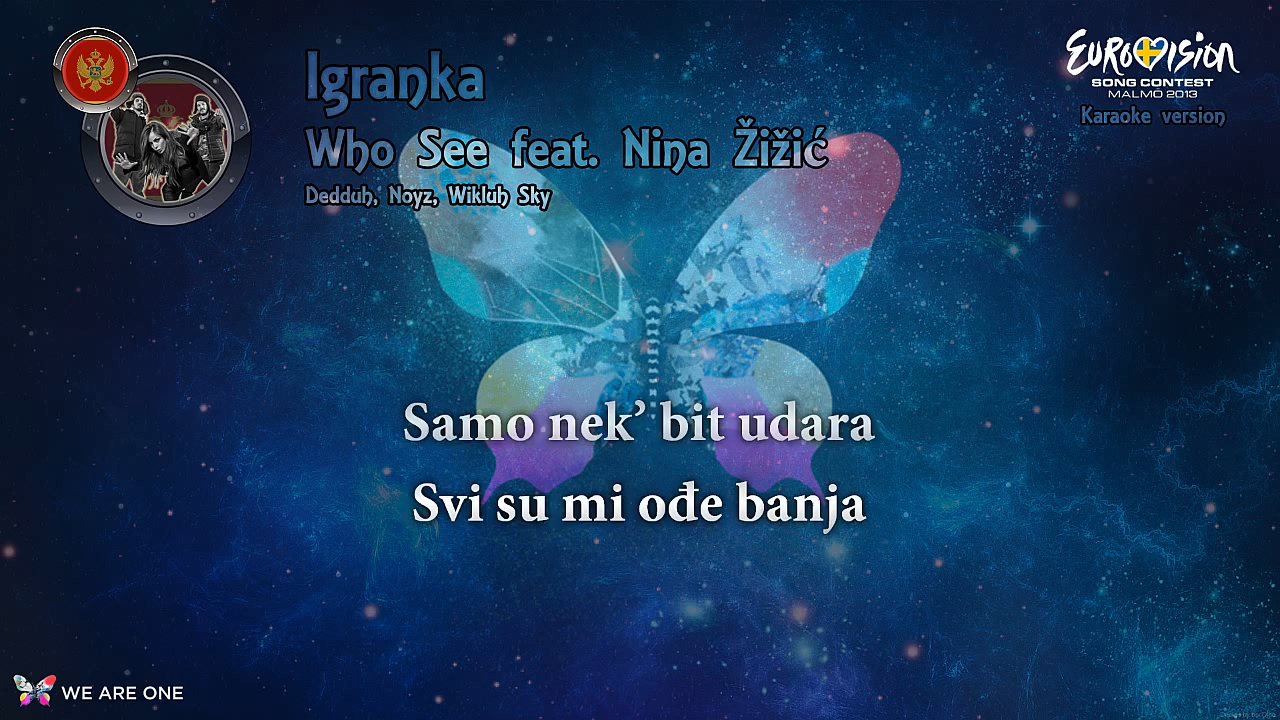 Igranka
Who See feat. Nina Žižić
Dedduh, Noyz, Wikluh Sky
EUROVISION
SONG CONTEST
MALMÖ 2013
Karaoke version
Samo nek’ bit udara
Svi su mi ođe banja
WE ARE ONE